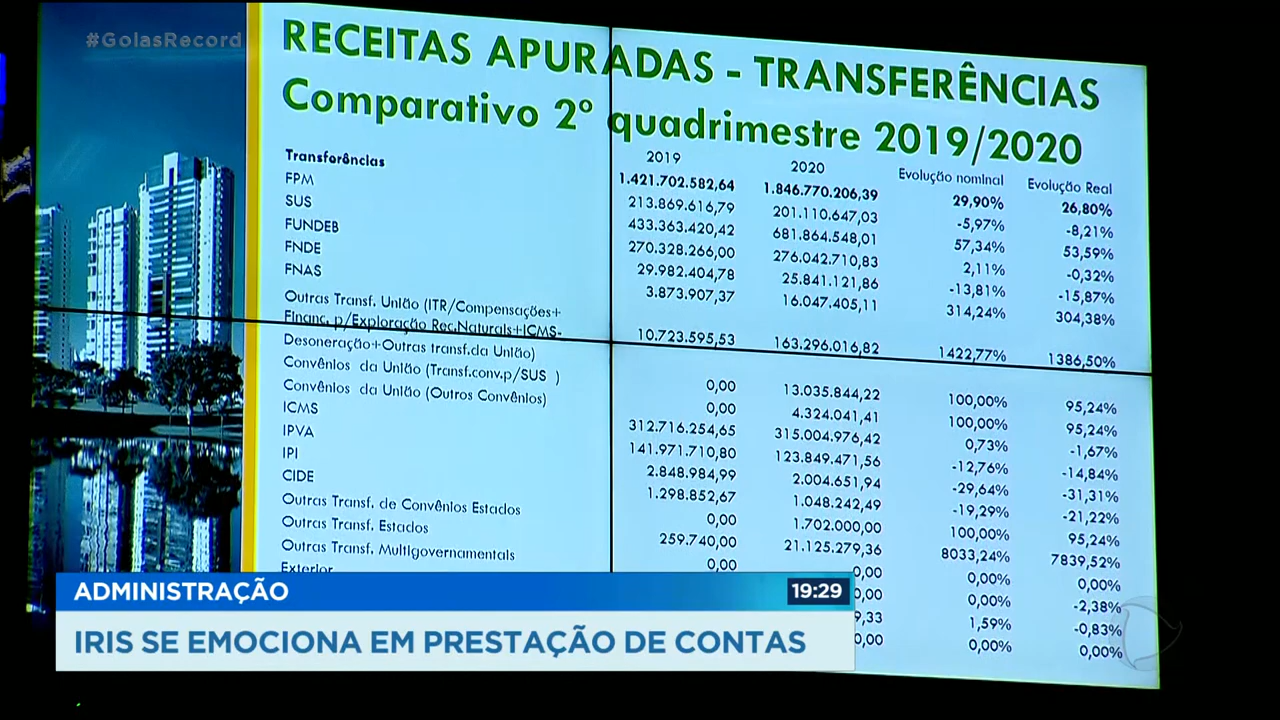 #GoiasRecord
RECEITAS APURADAS - TRANSFERÊNCIAS
Comparativo 2º quadrimestre 2019/2020
Transferências 2019 2020 Evolução nominal Evolução Real
1.421.702.582,64 1.846.770.206,39 29,90% 26,80%
FPM 213.869.616,79 201.110.647,03 -5,97% -8,21%
SUS 433.363.420,42 681.864.548,01 57,34% 53,59%
FUNDEB 270.328.266,00 276.042.710,83 2,11% -0,32%
FNDE 29.982.404,78 25.841.121,86 -13,81% -15,87%
FNAS 3.873.907,37 16.047.405,11 314,24% 304,38%
Outras Transf. União (ITR/Compensações+
Financ. p/Exploração Rec.Naturais+ICMS-
Desoneração+Outras transf.da União) 10.723.595,53 163.296.016,82 1422,77% 1386,50%
Convênios da União (Transf.conv.p/SUS ) 0,00 13.035.844,22 100,00% 95,24%
Convênios da União (Outros Convênios) 0,00 4.324.041,41 100,00% 95,24%
ICMS 312.716.254,65 315.004.976,42 0,73% -1,67%
IPVA 141.971.710,80 123.849.471,56 -12,76% -14,84%
IPI 2.848.984,99 2.004.651,94 -29,64% -31,31%
CIDE 1.298.852,67 1.048.242,49 -19,29% -21,22%
Outras Transf. de Convênios Estados 0,00 1.702.000,00 100,00% 95,24%
Outras Transf. Estados 259.740,00 21.125.279,36 8033,24% 7839,52%
Outras Transf. Multigovernamentais 0,00 0,00 0,00% 0,00%
Exterior 0,00% -2,38%
1,59% -0,83%
0,00% 0,00%
ADMINISTRAÇÃO 19:29
IRIS SE EMOCIONA EM PRESTAÇÃO DE CONTAS